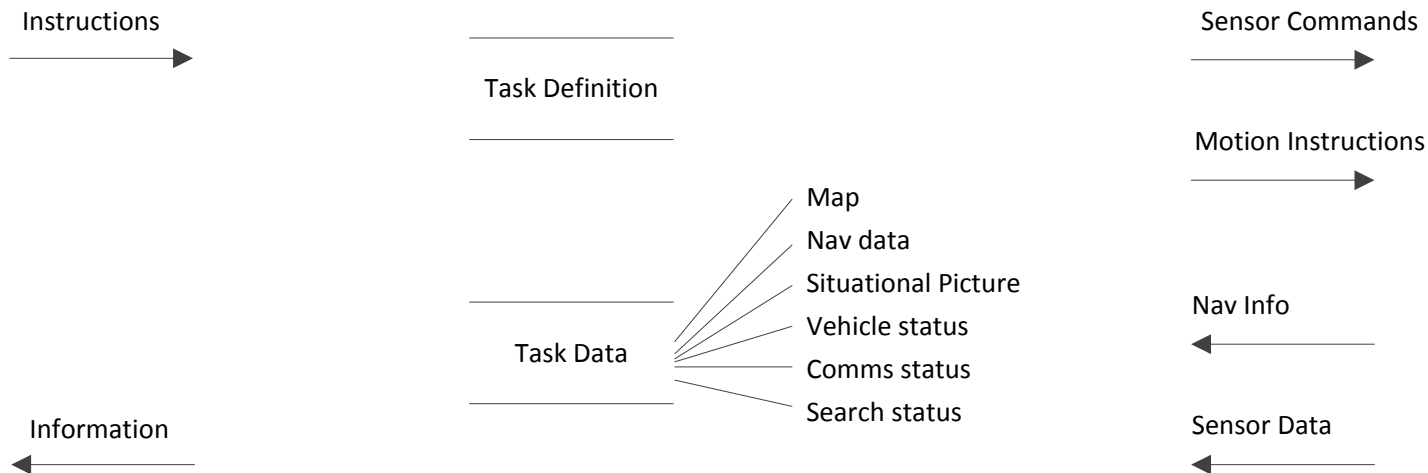 Instructions
Sensor Commands
Task Definition
Motion Instructions
Map
Nav data
Situational Picture
Nav Info
Vehicle status
Task Data
Comms status
Search status
Information
Sensor Data